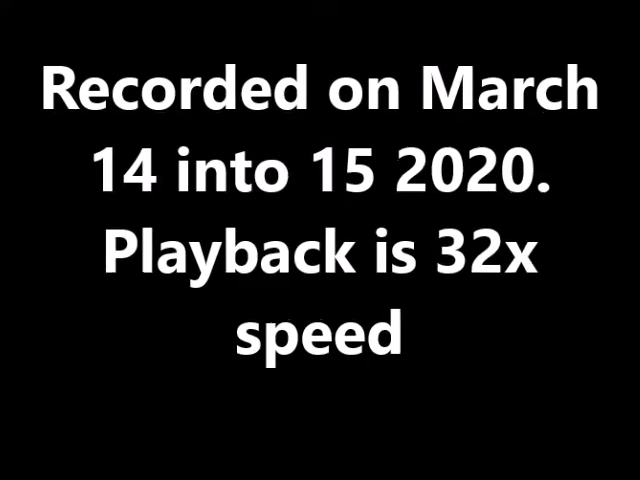 Recorded on March
14 into 15 2020.
Playback is 32x
speed